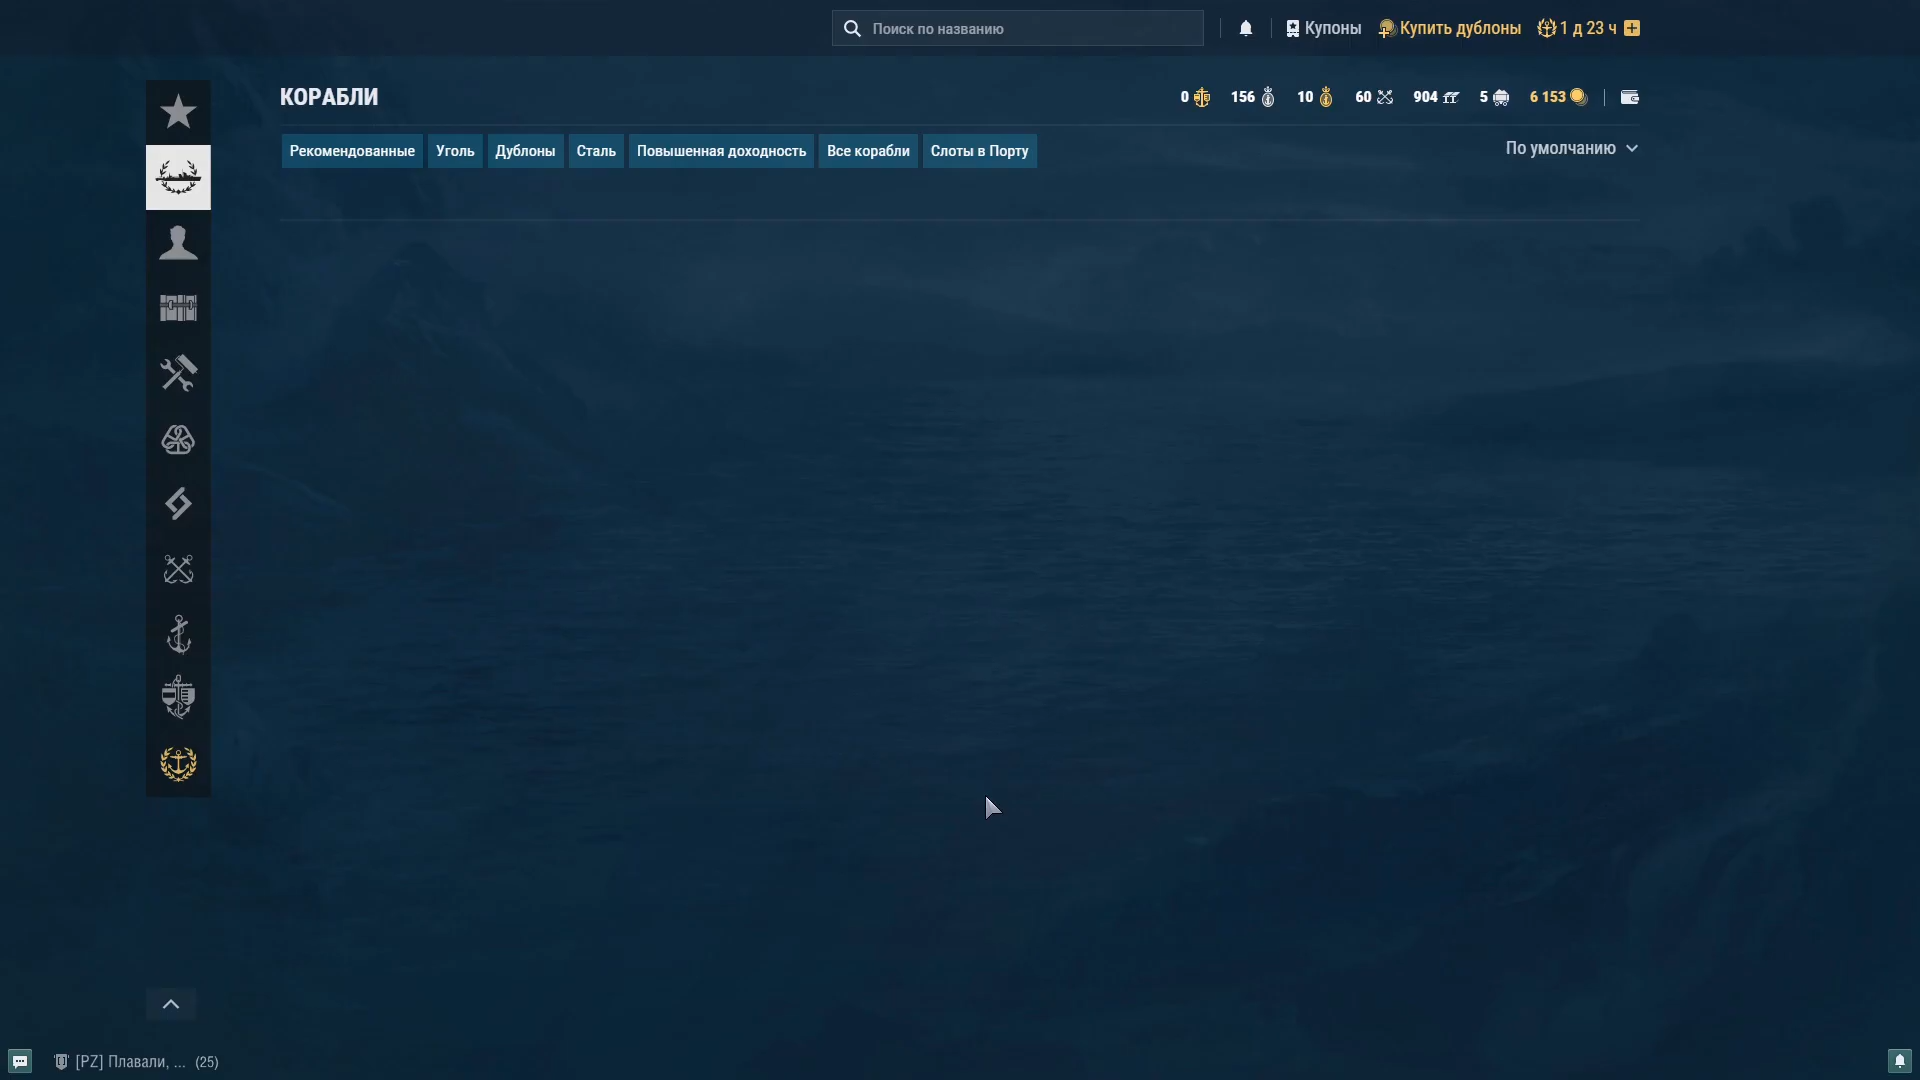 Поиск по названию
Купоны
Купить дублоны
1 д 23 ч
КОРАБЛИ
0 156 10 60 904 5 6 153
Рекомендованные Уголь Дублоны Сталь Повышенная доходность Все корабли Слоты в Порту
По умолчанию
[PZ] Плавали, ... (25)